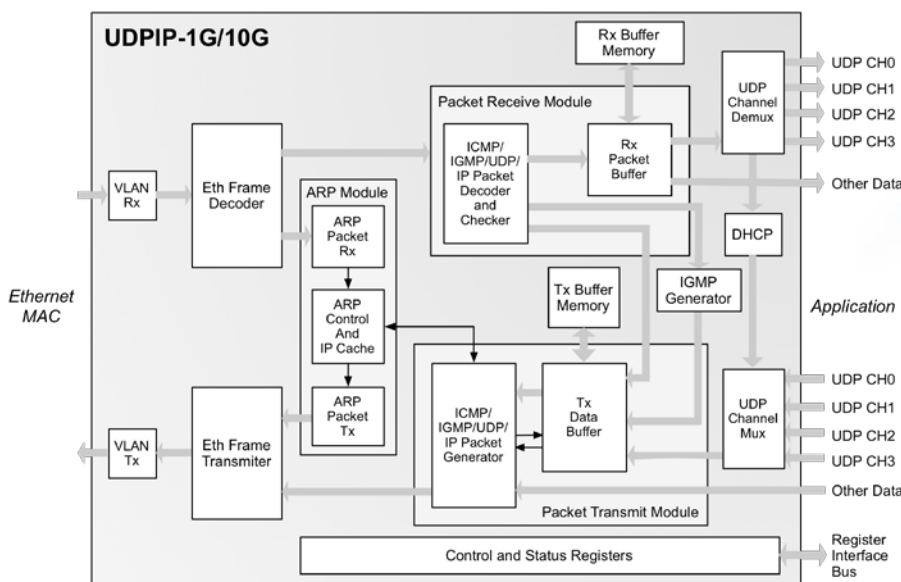 UDPIP-1G/10G
Rx Buffer
Memory
UDP
Channel
Demux
UDP CH0
UDP CH1
UDP CH2
UDP CH3
Other Data
Packet Receive Module
ICMP/
IGMP/UDP/
IP Packet
Decoder
and
Checker
Rx
Packet
Buffer
VLAN
Rx
Eth Frame
Decoder
ARP Module
ARP
Packet
Rx
ARP
Control
And
IP Cache
ARP
Packet
Tx
DHCP
IGMP
Generator
Tx Buffer
Memory
Ethernet
MAC
Application
ICMP/
IGMP/UDP/
IP Packet
Generator
Tx
Data
Buffer
UDP
Channel
Mux
UDP CH0
UDP CH1
UDP CH2
UDP CH3
Other Data
VLAN
Tx
Eth Frame
Transmiter
Packet Transmit Module
Control and Status Registers
Register
Interface
Bus